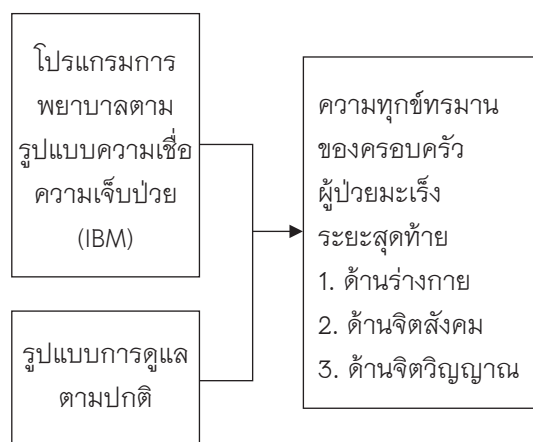 โปรแกรมการ
พยาบาลตาม
รูปแบบความเชื่อ
ความเจ็บป่วย
(IBM)
รูปแบบการดูแล
ตามปกติ
ความทุกข์ทรมาน
ของครอบครัว
ผู้ป่วยมะเร็ง
ระยะสุดท้าย
1. ด้านร่างกาย
2. ด้านจิตสังคม
3. ด้านจิตวิญญาณ